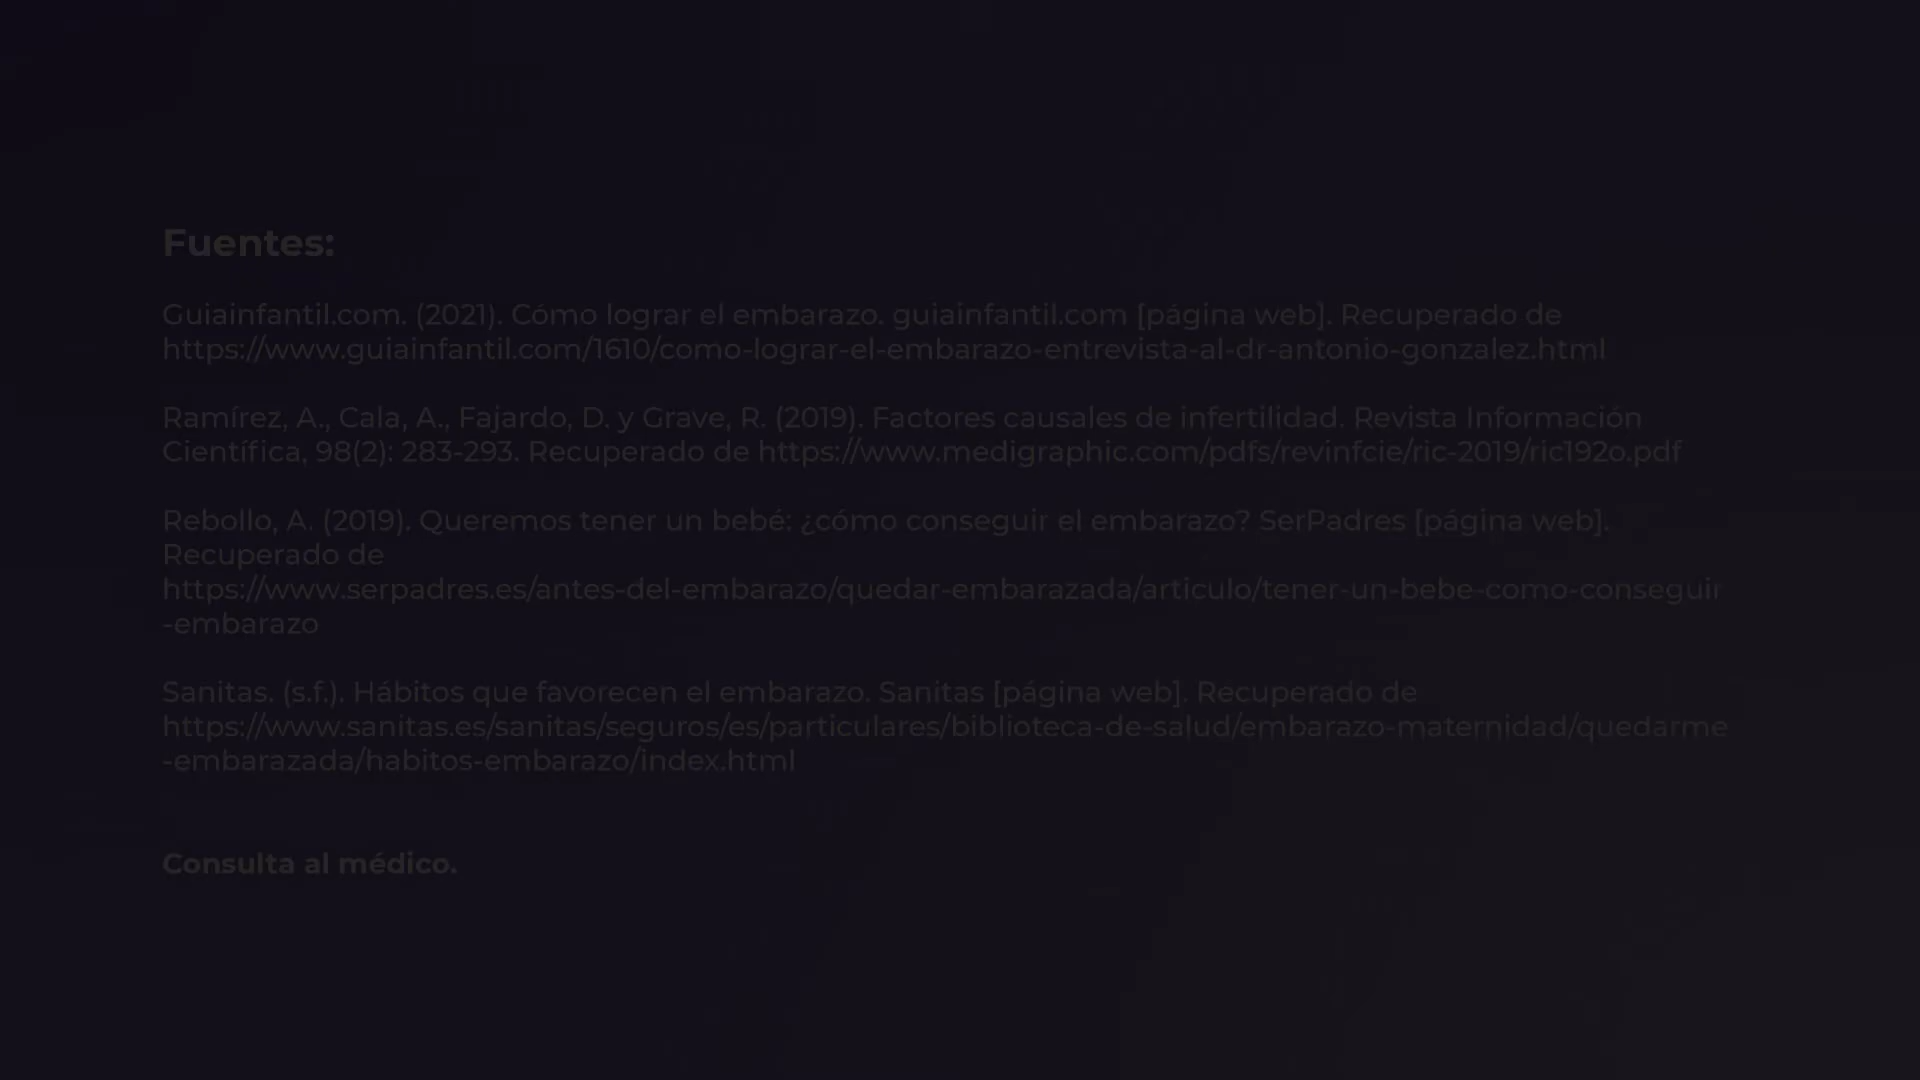 Fuentes:
Guiainfantil.com. (2021). Cómo lograr el embarazo. guiainfantil.com [página web]. Recuperado de
https://www.guiainfantil.com/1610/como-lograr-el-embarazo-entrevista-al-dr-antonio-gonzalez.html
Ramírez, A., Cala, A., Fajardo, D. y Grave, R. (2019). Factores causales de infertilidad. Revista Información
Científica, 98(2): 283-293. Recuperado de https://www.medigraphic.com/pdfs/revinfcie/ric-2019/ric192o.pdf
Rebollo, A. (2019). Queremos tener un bebé: ¿cómo conseguir el embarazo? SerPadres [página web].
Recuperado de
https://www.serpadres.es/antes-del-embarazo/quedar-embarazada/articulo/tener-un-bebe-como-conseguir
-embarazo
Sanitas. (s.f.). Hábitos que favorecen el embarazo. Sanitas [página web]. Recuperado de
https://www.sanitas.es/sanitas/seguros/es/particulares/biblioteca-de-salud/embarazo-maternidad/quedarme
-embarazada/habitos-embarazo/index.html
Consulta al médico.